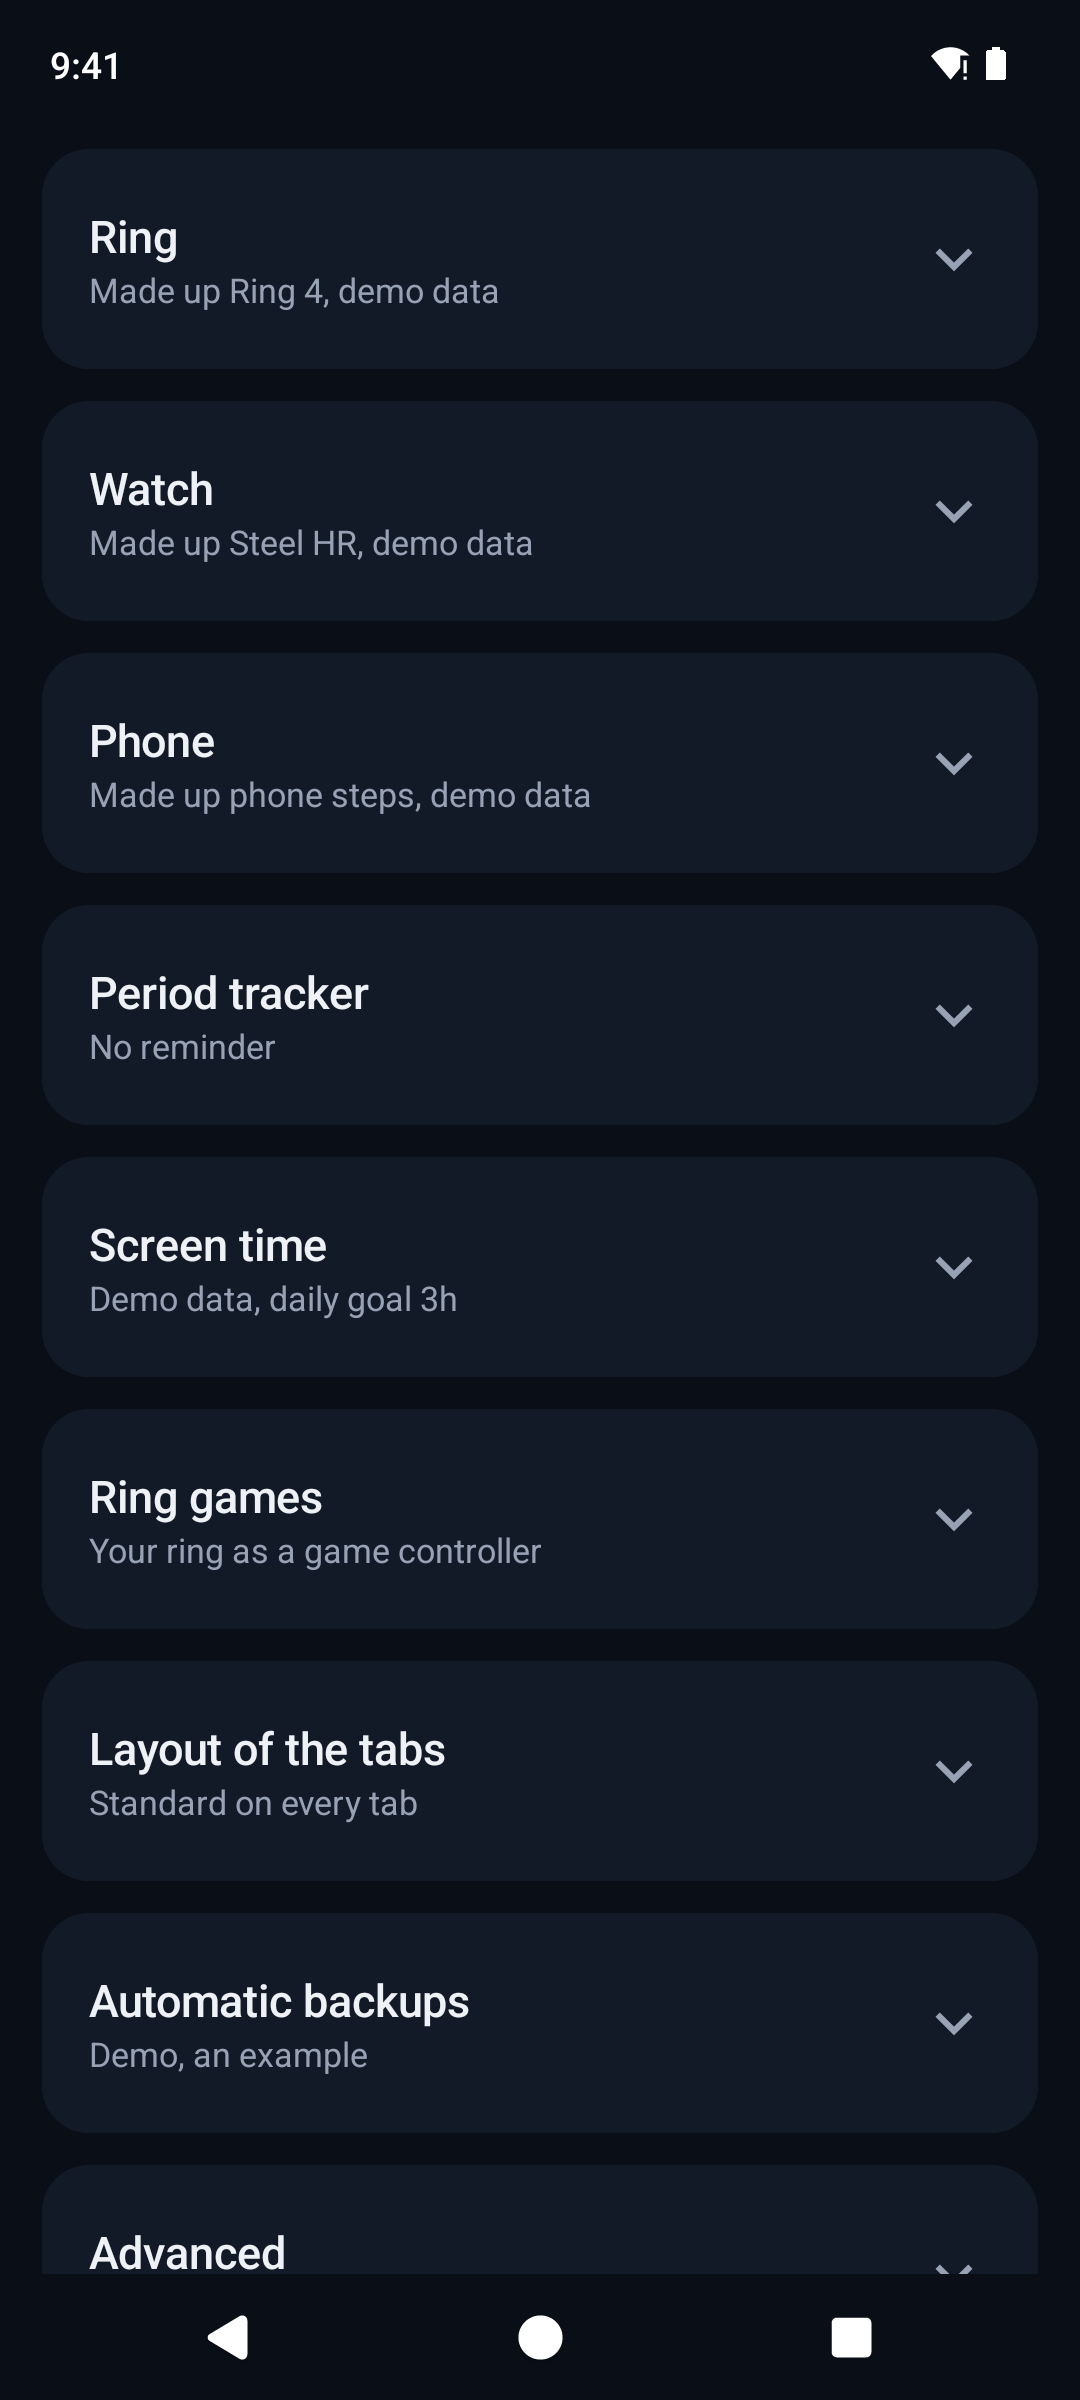 9:41
Ring
Made up Ring 4, demo data
Watch
Made up Steel HR, demo data
Phone
Made up phone steps, demo data
Period tracker
No reminder
Screen time
Demo data, daily goal 3h
Ring games
Your ring as a game controller
Layout of the tabs
Standard on every tab
Automatic backups
Demo, an example
Advanced